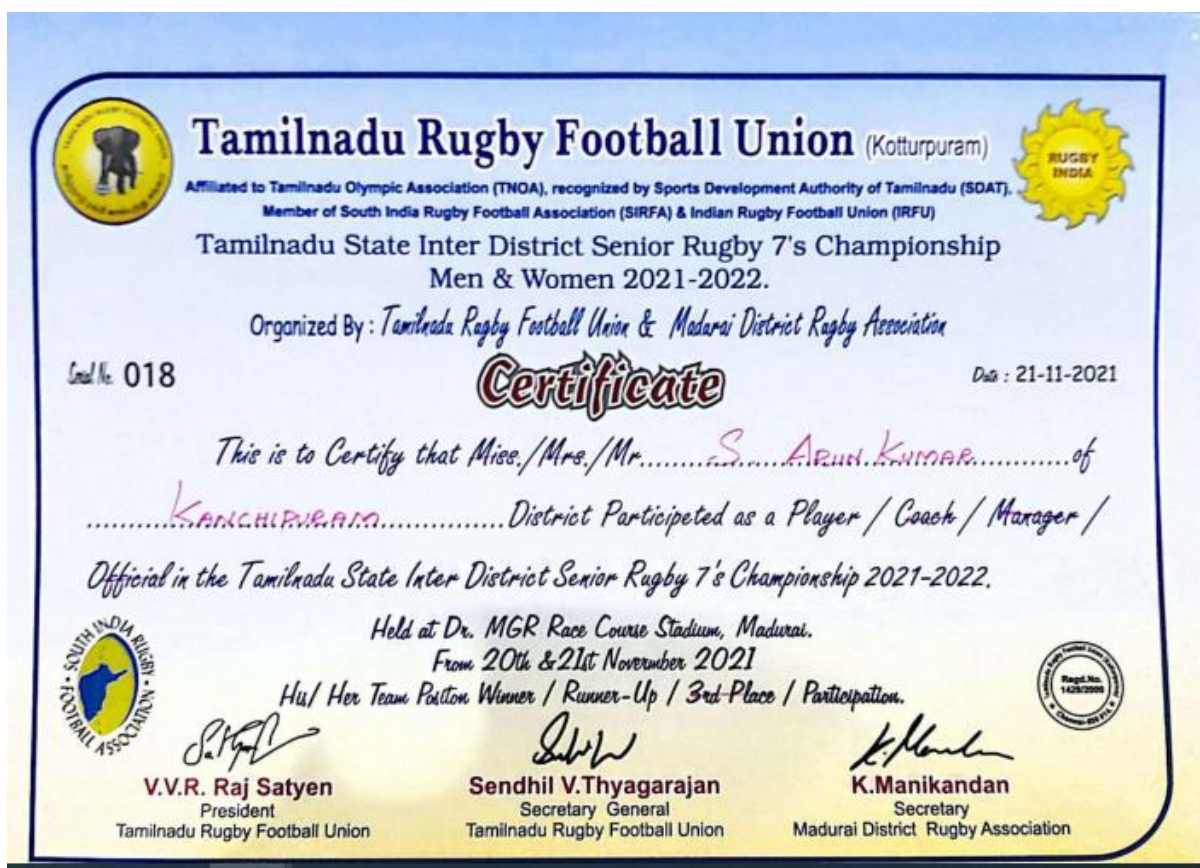 Tamilnadu Rugby Football Union (Kotturpuram)
Affiliated to Tamilnadu Olympic Association (TNOA), recognized by Sports Development Authority of Tamilnadu (SDAT),
Member of South India Rugby Football Association (SIRFA) & Indian Rugby Football Union (IRFU)
RUGBY
INDIA
Tamilnadu State Inter District Senior Rugby 7's Championship
Men & Women 2021-2022.
Organized By : Tamilnadu Rugby Football Union & Madurai District Rugby Association
Serial No. 018
Certificate
Date : 21-11-2021
This is to Certify that Miss./Mrs./Mr. S. ARUN KUMAR of
KANCHIPURAM District Participeted as a Player / Coach / Manager /
Official in the Tamilnadu State Inter District Senior Rugby 7's Championship 2021-2022.
Held at Dr. MGR Race Course Stadium, Madurai.
From 20th & 21st November 2021
His/ Her Team Positon Winner / Runner-Up / 3rd Place / Participation.
SOUTH INDIA RUGBY
FOOTBALL ASSOCIATION
Regd.No.
1429/2000
V.V.R. Raj Satyen
President
Tamilnadu Rugby Football Union
Sendhil V.Thyagarajan
Secretary General
Tamilnadu Rugby Football Union
K.Manikandan
Secretary
Madurai District Rugby Association